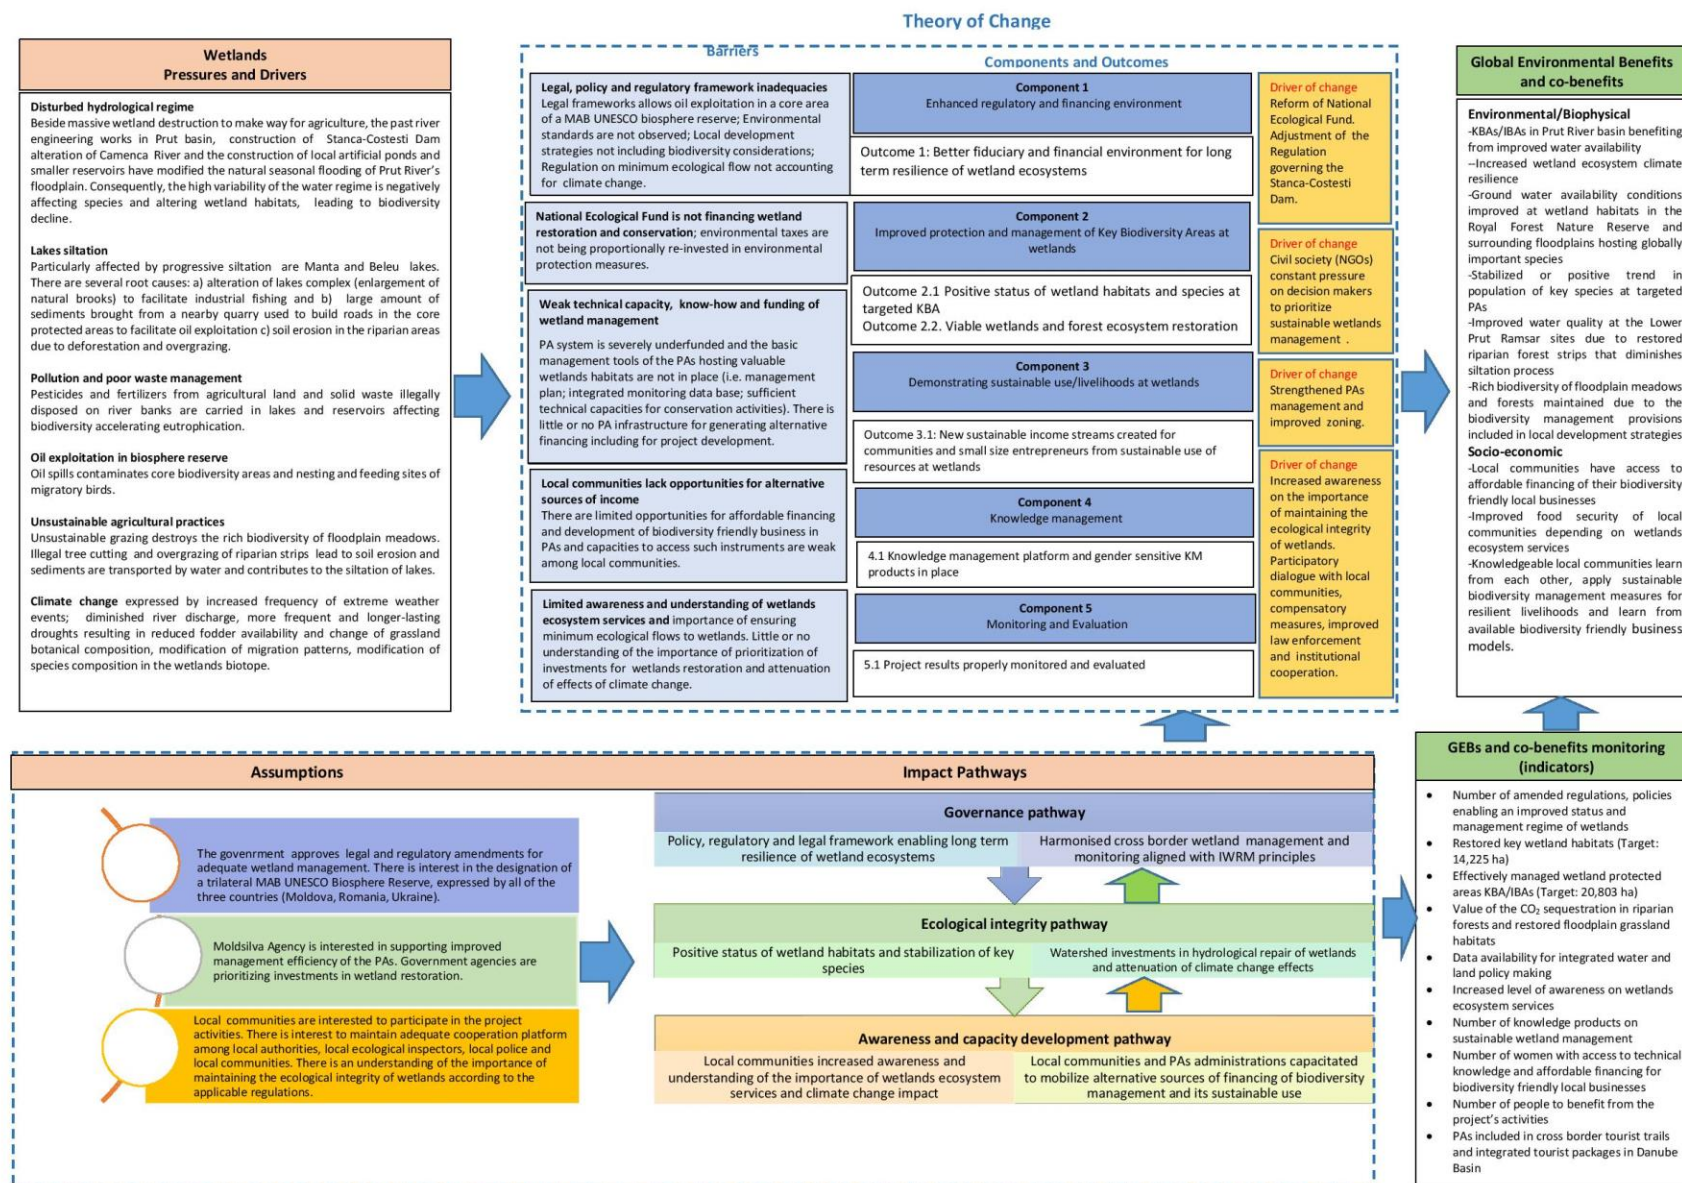 Theory of Change
Wetlands
Pressures and Drivers
Disturbed hydrological regime
Beside massive wetland destruction to make way for agriculture, the past river
engineering works in Prut basin, construction of Stanca-Costesti Dam
alteration of Camenca River and the construction of local artificial ponds and
smaller reservoirs have modified the natural seasonal flooding of Prut River's
floodplain. Consequently, the high variability of the water regime is negatively
affecting species and altering wetland habitats, leading to biodiversity
decline.
Lakes siltation
Particularly affected by progressive siltation are Manta and Beleu lakes.
There are several root causes: a) alteration of lakes complex (enlargement of
natural brooks) to facilitate industrial fishing and b) large amount of
sediments brought from a nearby quarry used to build roads in the core
protected areas to facilitate oil exploitation c) soil erosion in the riparian areas
due to deforestation and overgrazing.
Pollution and poor waste management
Pesticides and fertilizers from agricultural land and solid waste illegally
disposed on river banks are carried in lakes and reservoirs affecting
biodiversity accelerating eutrophication.
Oil exploitation in biosphere reserve
Oil spills contaminates core biodiversity areas and nesting and feeding sites of
migratory birds.
Unsustainable agricultural practices
Unsustainable grazing destroys the rich biodiversity of floodplain meadows.
Illegal tree cutting and overgrazing of riparian strips lead to soil erosion and
sediments are transported by water and contributes to the siltation of lakes.
Climate change expressed by increased frequency of extreme weather
events; diminished river discharge, more frequent and longer-lasting
droughts resulting in reduced fodder availability and change of grassland
botanical composition, modification of migration patterns, modification of
species composition in the wetlands biotope.
Barriers
Legal, policy and regulatory framework inadequacies
Legal frameworks allows oil exploitation in a core area
of a MAB UNESCO biosphere reserve; Environmental
standards are not observed; Local development
strategies not including biodiversity considerations;
Regulation on minimum ecological flow not accounting
for climate change.
National Ecological Fund is not financing wetland
restoration and conservation; environmental taxes are
not being proportionally re-invested in environmental
protection measures.
Weak technical capacity, know-how and funding of
wetland management
PA system is severely underfunded and the basic
management tools of the PAs hosting valuable
wetlands habitats are not in place (i.e. management
plan; integrated monitoring data base; sufficient
technical capacities for conservation activities). There is
little or no PA infrastructure for generating alternative
financing including for project development.
Local communities lack opportunities for alternative
sources of income
There are limited opportunities for affordable financing
and development of biodiversity friendly business in
PAs and capacities to access such instruments are weak
among local communities.
Limited awareness and understanding of wetlands
ecosystem services and importance of ensuring
minimum ecological flows to wetlands. Little or no
understanding of the importance of prioritization of
investments for wetlands restoration and attenuation
of effects of climate change.
Components and Outcomes
Component 1
Enhanced regulatory and financing environment
Outcome 1: Better fiduciary and financial environment for long
term resilience of wetland ecosystems
Component 2
Improved protection and management of Key Biodiversity Areas at
wetlands
Outcome 2.1 Positive status of wetland habitats and species at
targeted KBA
Outcome 2.2. Viable wetlands and forest ecosystem restoration
Component 3
Demonstrating sustainable use/livelihoods at wetlands
Outcome 3.1: New sustainable income streams created for
communities and small size entrepreneurs from sustainable use of
resources at wetlands
Component 4
Knowledge management
4.1 Knowledge management platform and gender sensitive KM
products in place
Component 5
Monitoring and Evaluation
5.1 Project results properly monitored and evaluated
Driver of change
Reform of National
Ecological Fund.
Adjustment of the
Regulation
governing the
Stanca-Costesti
Dam.
Driver of change
Civil society (NGOs)
constant pressure
on decision makers
to prioritize
sustainable wetlands
management .
Driver of change
Strengthened PAs
management and
improved zoning.
Driver of change
Increased awareness
on the importance
of maintaining the
ecological integrity
of wetlands.
Participatory
dialogue with local
communities,
compensatory
measures, improved
law enforcement
and institutional
cooperation.
Global Environmental Benefits
and co-benefits
Environmental/Biophysical
-KBAs/IBAs in Prut River basin benefiting
from improved water availability
--Increased wetland ecosystem climate
resilience
-Ground water availability conditions
improved at wetland habitats in the
Royal Forest Nature Reserve and
surrounding floodplains hosting globally
important species
-Stabilized or positive trend in
population of key species at targeted
PAs
-Improved water quality at the Lower
Prut Ramsar sites due to restored
riparian forest strips that diminishes
siltation process
-Rich biodiversity of floodplain meadows
and forests maintained due to the
biodiversity management provisions
included in local development strategies
Socio-economic
-Local communities have access to
affordable financing of their biodiversity
friendly local businesses
-Improved food security of local
communities depending on wetlands
ecosystem services
-Knowledgeable local communities learn
from each other, apply sustainable
biodiversity management measures for
resilient livelihoods and learn from
available biodiversity friendly business
models.
Assumptions
The govenrment approves legal and regulatory amendments for
adequate wetland management. There is interest in the designation of
a trilateral MAB UNESCO Biosphere Reserve, expressed by all of the
three countries (Moldova, Romania, Ukraine).
Moldsilva Agency is interested in supporting improved
management efficiency of the PAs. Government agencies are
prioritizing investments in wetland restoration.
Local communities are interested to participate in the project
activities. There is interest to maintain adequate cooperation platform
among local authorities, local ecological inspectors, local police and
local communities. There is an understanding of the importance of
maintaining the ecological integrity of wetlands according to the
applicable regulations.
Impact Pathways
Governance pathway
Policy, regulatory and legal framework enabling long term
resilience of wetland ecosystems
Harmonised cross border wetland management and
monitoring aligned with IWRM principles
Ecological integrity pathway
Positive status of wetland habitats and stabilization of key
species
Watershed investments in hydrological repair of wetlands
and attenuation of climate change effects
Awareness and capacity development pathway
Local communities increased awareness and
understanding of the importance of wetlands ecosystem
services and climate change impact
Local communities and PAs administrations capacitated
to mobilize alternative sources of financing of biodiversity
management and its sustainable use
GEBs and co-benefits monitoring
(indicators)
• Number of amended regulations, policies
enabling an improved status and
management regime of wetlands
• Restored key wetland habitats (Target:
14,225 ha)
• Effectively managed wetland protected
areas KBA/IBAs (Target: 20,803 ha)
• Value of the CO₂ sequestration in riparian
forests and restored floodplain grassland
habitats
• Data availability for integrated water and
land policy making
• Increased level of awareness on wetlands
ecosystem services
• Number of knowledge products on
sustainable wetland management
• Number of women with access to technical
knowledge and affordable financing for
biodiversity friendly local businesses
• Number of people to benefit from the
project's activities
• PAs included in cross border tourist trails
and integrated tourist packages in Danube
Basin